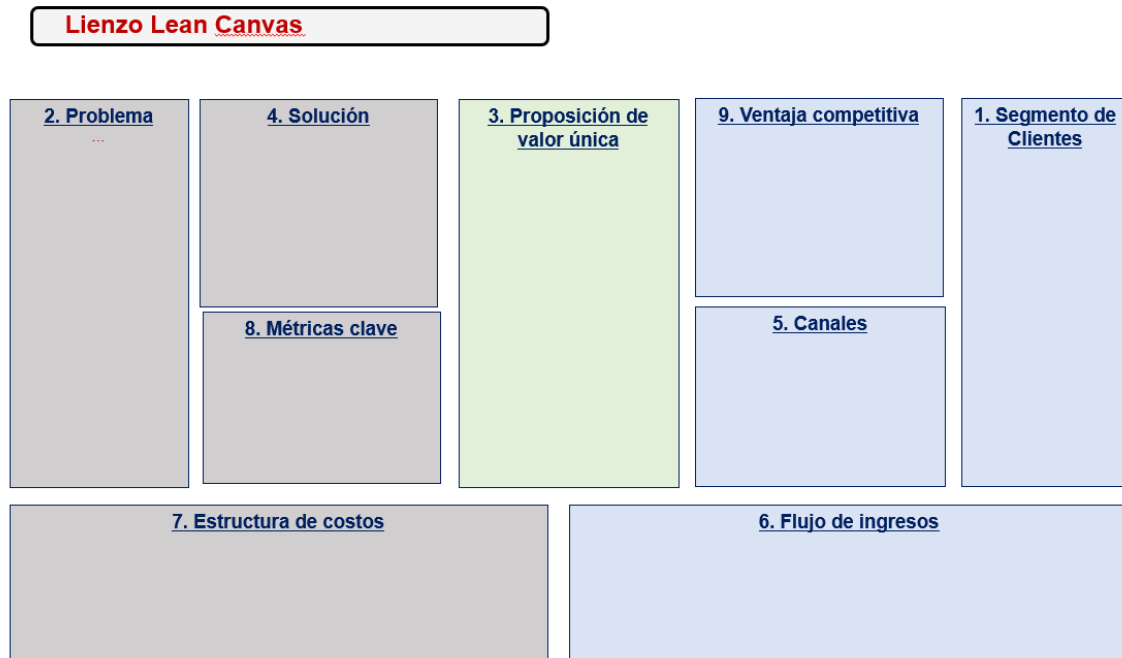 Lienzo Lean Canvas
2. Problema
...
4. Solución
8. Métricas clave
3. Proposición de
valor única
9. Ventaja competitiva
5. Canales
1. Segmento de
Clientes
7. Estructura de costos
6. Flujo de ingresos